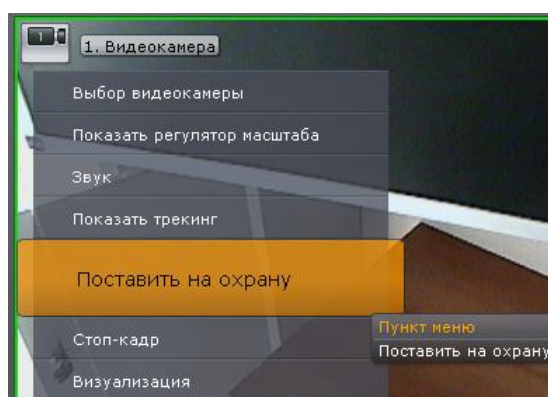 1
1. Видеокамера
Выбор видеокамеры
Показать регулятор масштаба
Звук
Показать трекинг
Поставить на охрану
Стоп-кадр
Пункт меню
Поставить на охрану
Визуализация